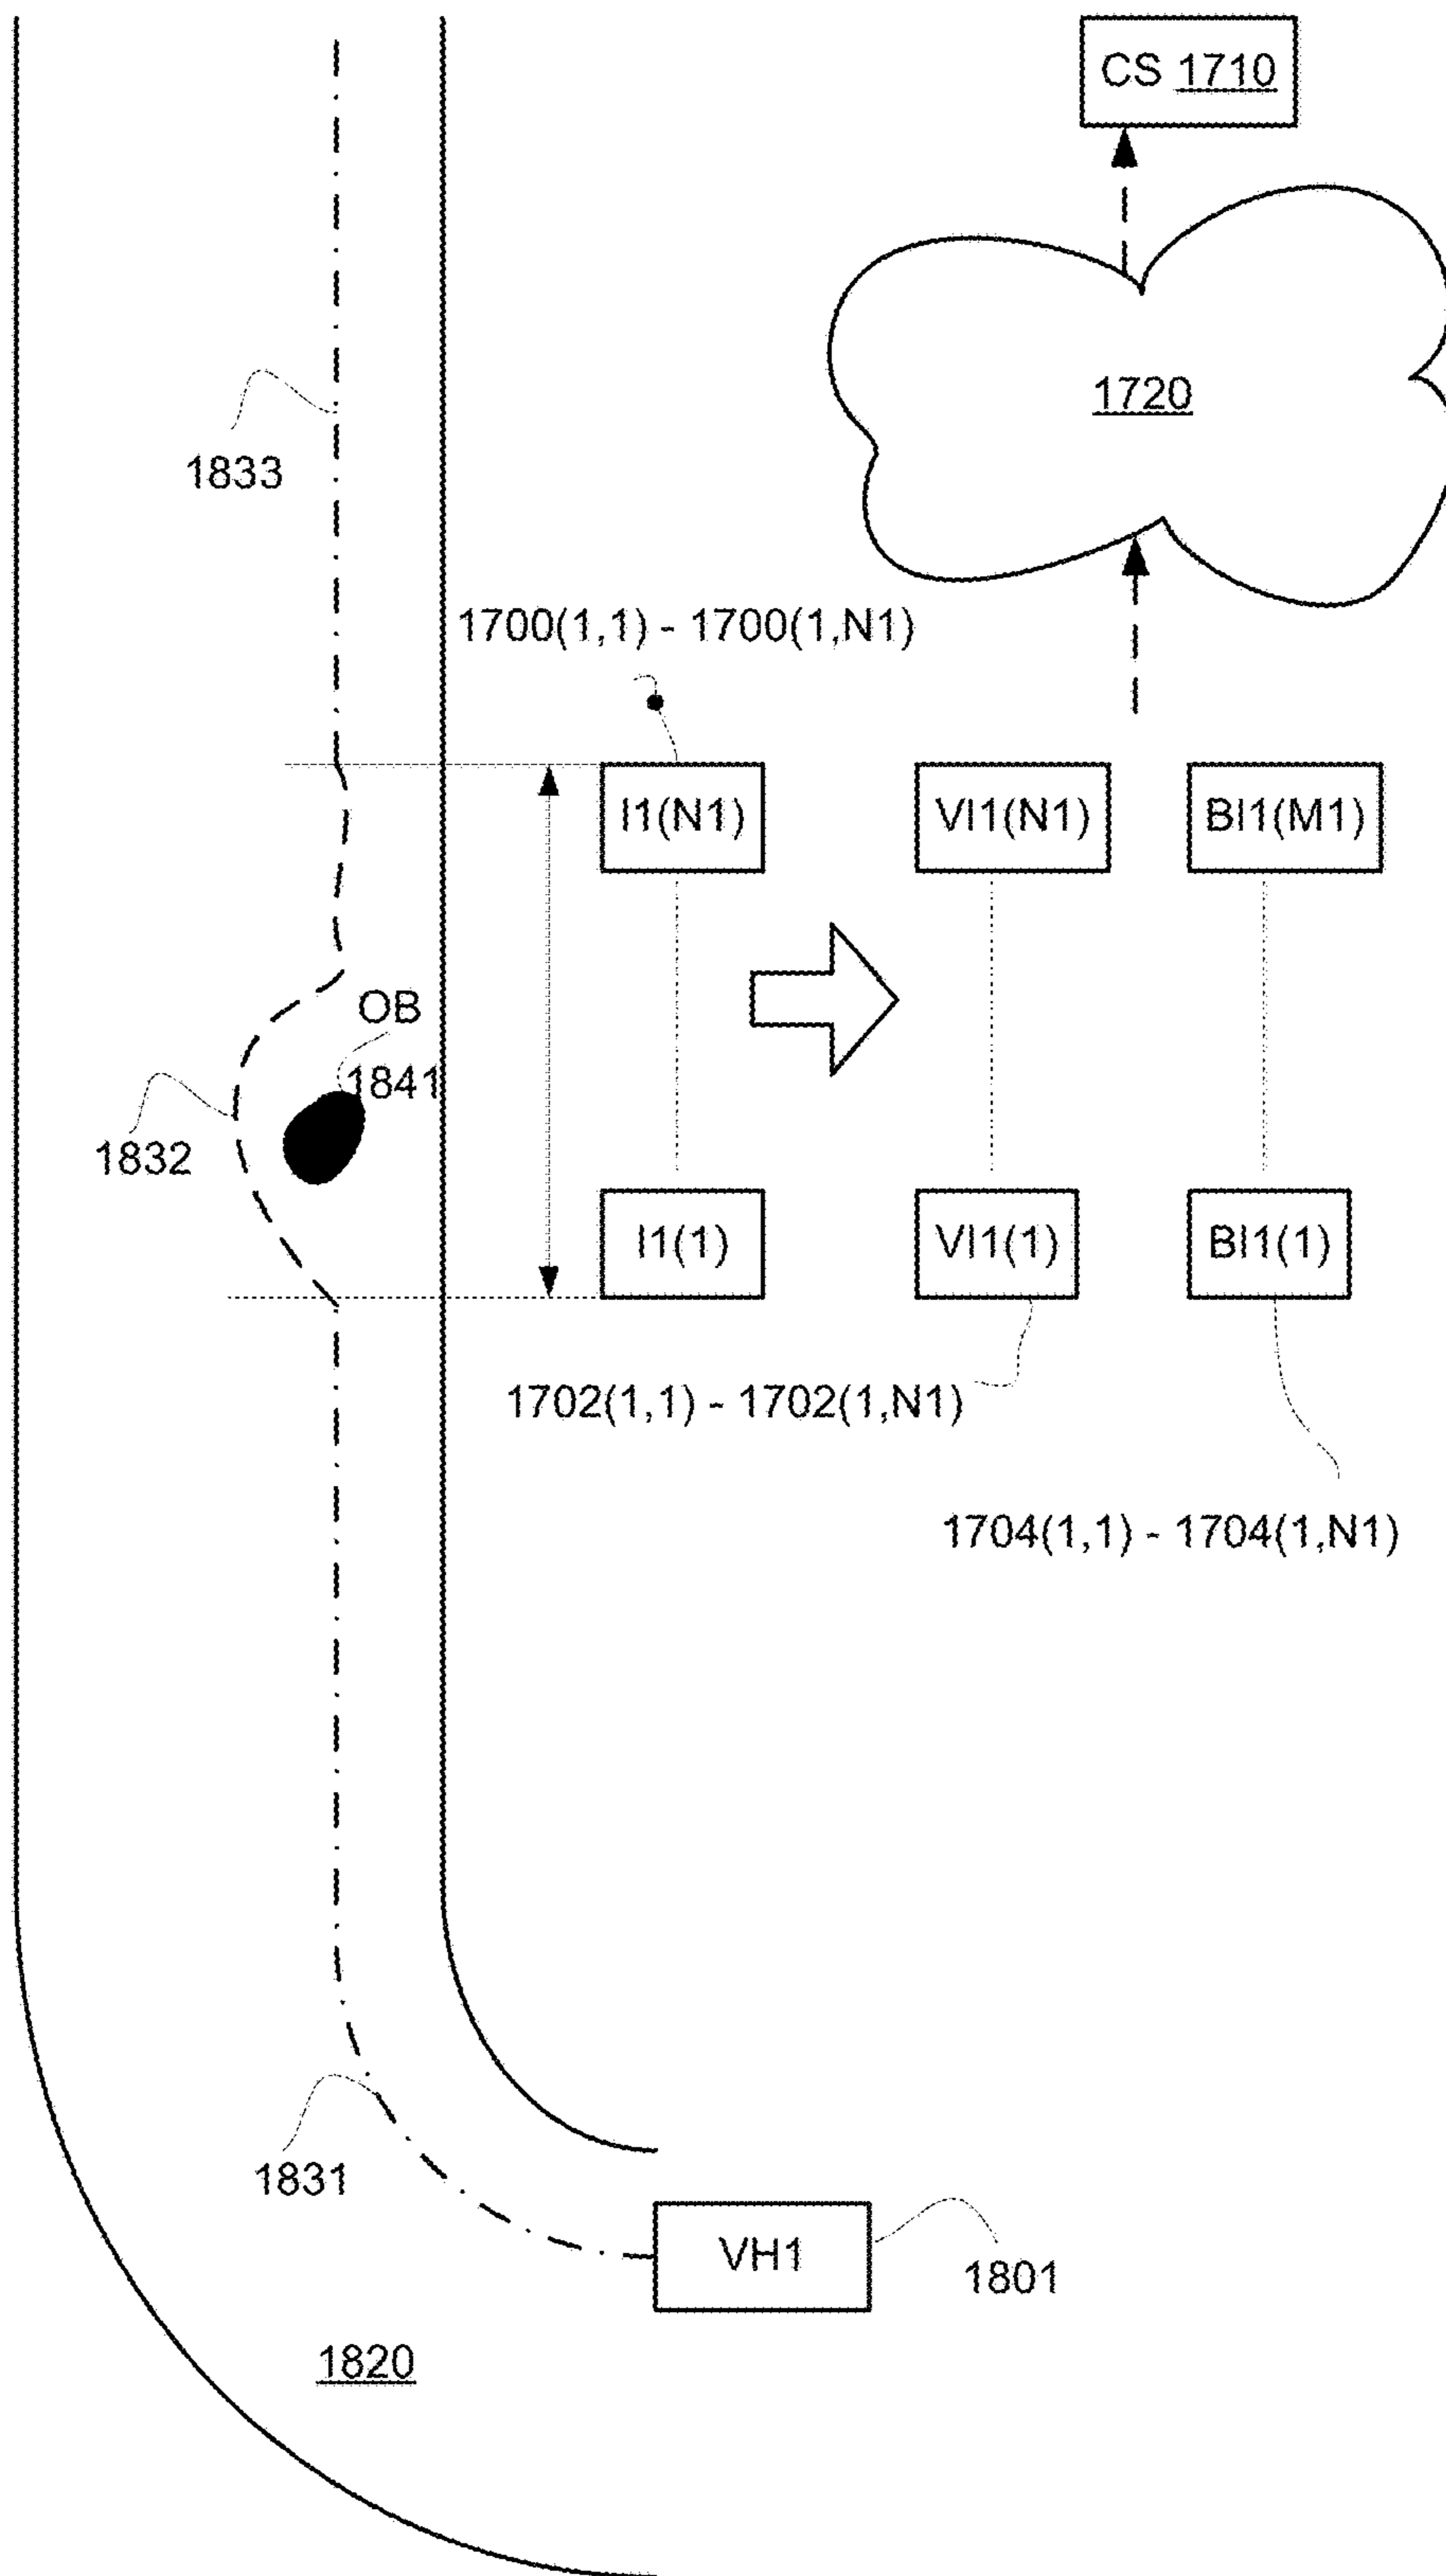 CS 1710
1720
1833
1700(1,1) - 1700(1,N1)
I1(N1)
VI1(N1)
BI1(M1)
OB
1841
1832
I1(1)
VI1(1)
BI1(1)
1702(1,1) - 1702(1,N1)
1704(1,1) - 1704(1,N1)
1831
VH1
1801
1820